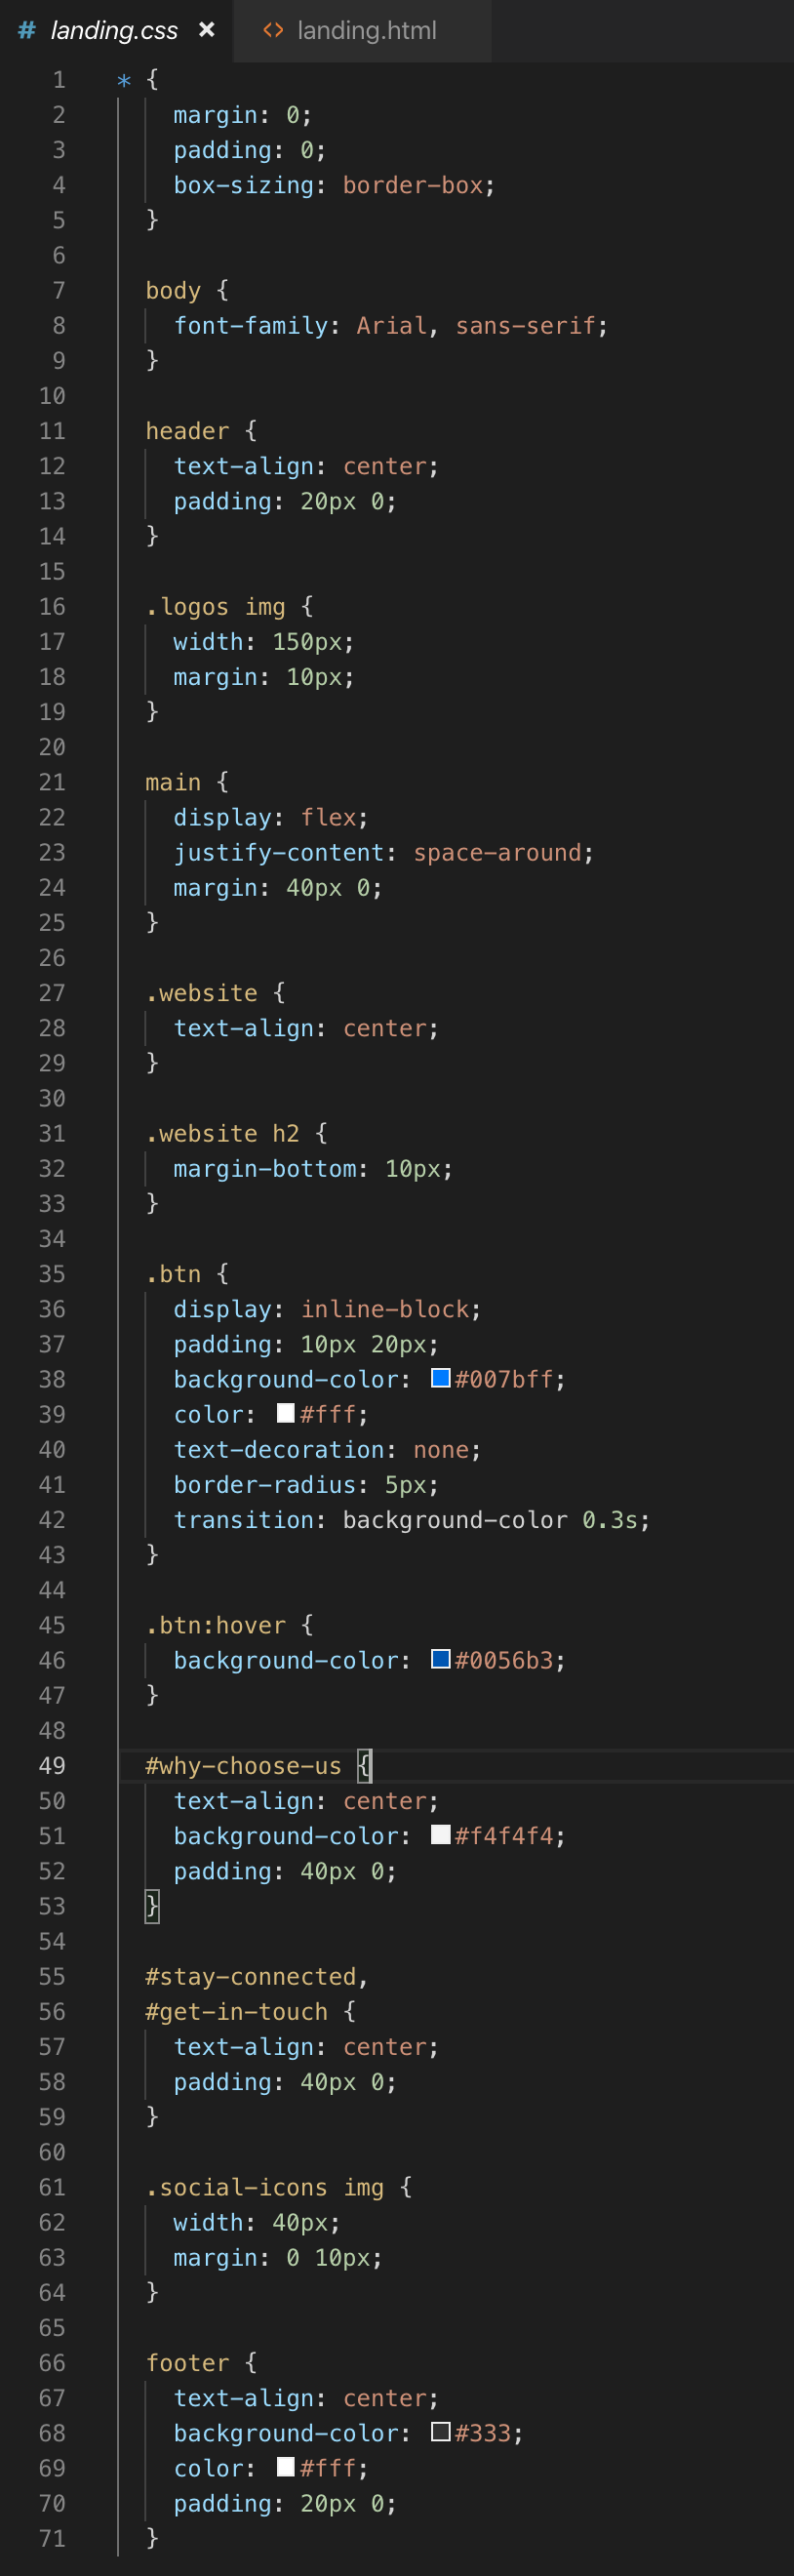 # landing.css × <> landing.html
1 * {
2 margin: 0;
3 padding: 0;
4 box-sizing: border-box;
5 }
6
7 body {
8 font-family: Arial, sans-serif;
9 }
10
11 header {
12 text-align: center;
13 padding: 20px 0;
14 }
15
16 .logos img {
17 width: 150px;
18 margin: 10px;
19 }
20
21 main {
22 display: flex;
23 justify-content: space-around;
24 margin: 40px 0;
25 }
26
27 .website {
28 text-align: center;
29 }
30
31 .website h2 {
32 margin-bottom: 10px;
33 }
34
35 .btn {
36 display: inline-block;
37 padding: 10px 20px;
38 background-color: #007bff;
39 color: #fff;
40 text-decoration: none;
41 border-radius: 5px;
42 transition: background-color 0.3s;
43 }
44
45 .btn:hover {
46 background-color: #0056b3;
47 }
48
49 #why-choose-us {
50 text-align: center;
51 background-color: #f4f4f4;
52 padding: 40px 0;
53 }
54
55 #stay-connected,
56 #get-in-touch {
57 text-align: center;
58 padding: 40px 0;
59 }
60
61 .social-icons img {
62 width: 40px;
63 margin: 0 10px;
64 }
65
66 footer {
67 text-align: center;
68 background-color: #333;
69 color: #fff;
70 padding: 20px 0;
71 }